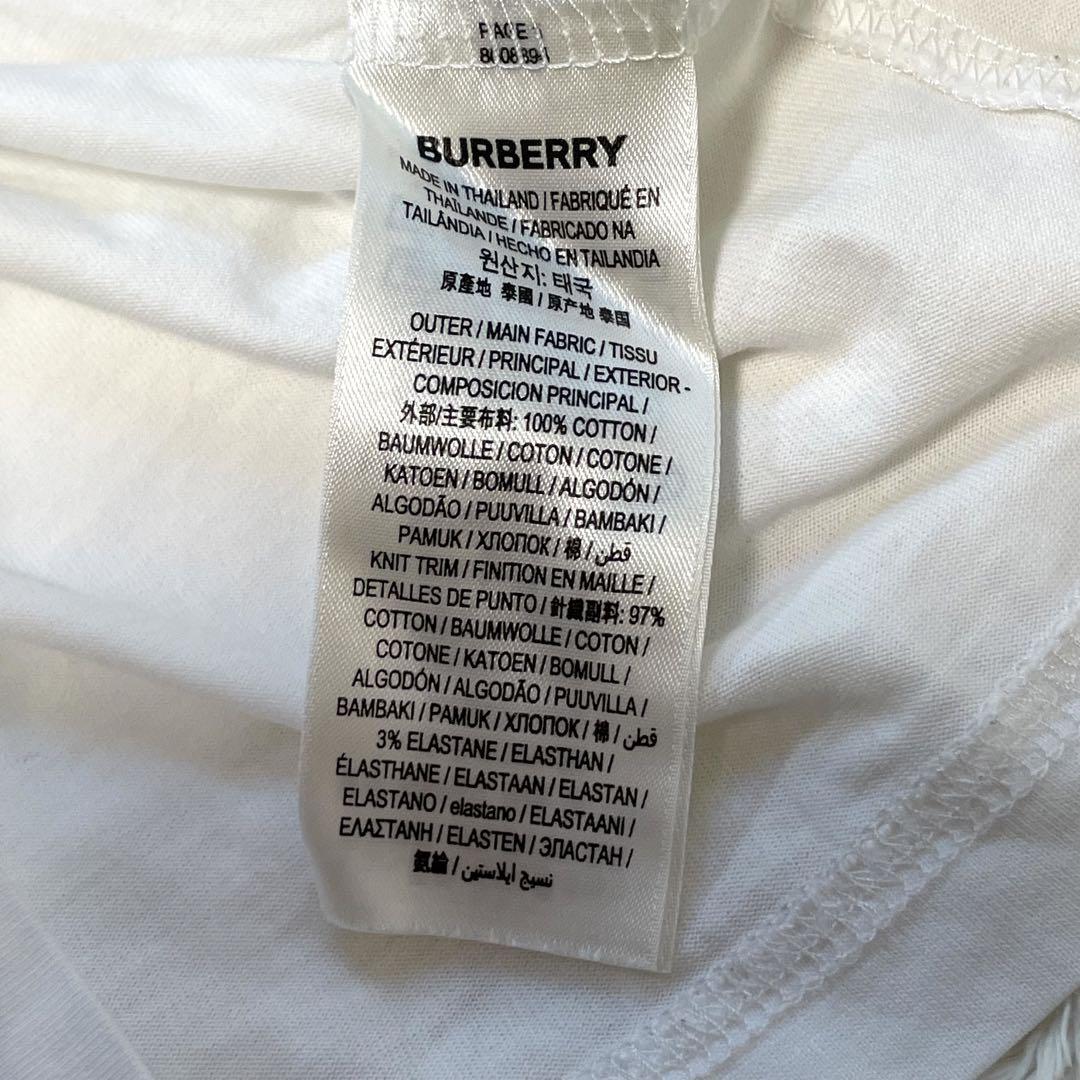 PAGE
BURBERRY
MADE IN THAILAND / FABRIQUÉ EN
THAÏLANDE / FABRICADO NA
TAILÂNDIA / HECHO EN TAILANDIA
원산지: 태국
原產地 泰國 / 原产地 泰国
OUTER / MAIN FABRIC / TISSU
EXTÉRIEUR / PRINCIPAL / EXTERIOR -
COMPOSICION PRINCIPAL /
外部/主要布料: 100% COTTON /
BAUMWOLLE / COTON / COTONE /
KATOEN / BOMULL / ALGODÓN /
ALGODÃO / PUUVILLA / BAMBAKI /
PAMUK / ХЛОПОК / 棉 / قطن /
KNIT TRIM / FINITION EN MAILLE /
DETALLES DE PUNTO / 針織副料: 97%
COTTON / BAUMWOLLE / COTON /
COTONE / KATOEN / BOMULL /
ALGODÓN / ALGODÃO / PUUVILLA /
BAMBAKI / PAMUK / ХЛОПОК / 棉 / قطن /
3% ELASTANE / ELASTHAN /
ÉLASTHANE / ELASTAAN / ELASTAN /
ELASTANO / elastano / ELASTAANI /
ΕΛΑΣΤΑΝΗ / ELASTEN / ЭЛАСТАН /
氨綸 / نسيج ايلاستين